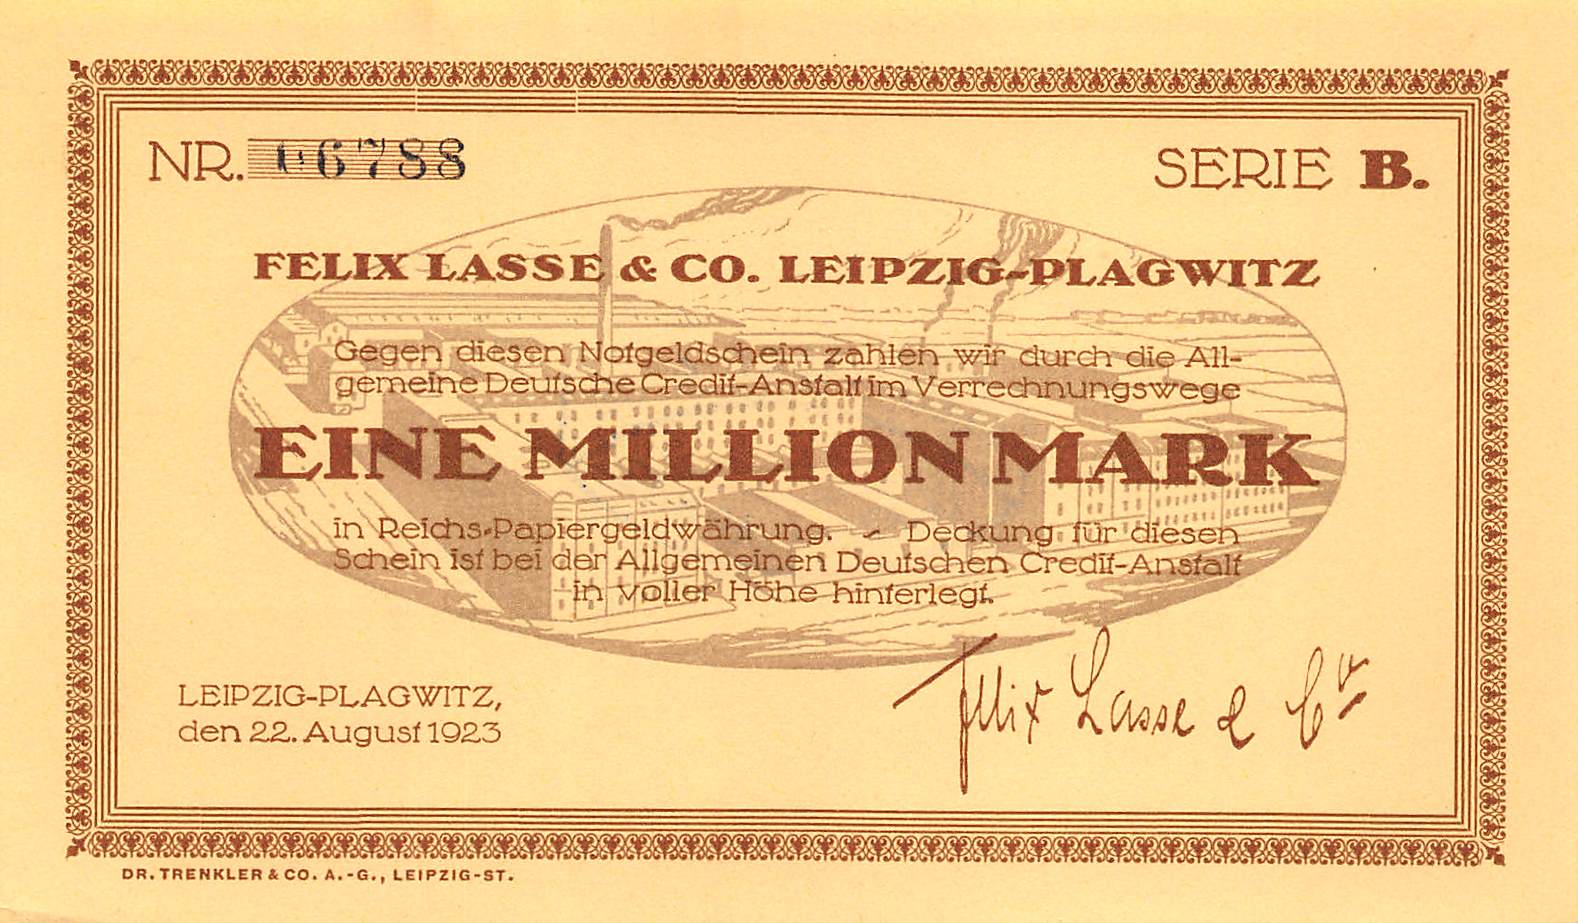 NR. 06788
SERIE B.
FELIX LASSE & CO. LEIPZIG-PLAGWITZ
Gegen diesen Notgeldschein zahlen wir durch die All-
gemeine Deutsche Credit-Anstalt im Verrechnungswege
EINE MILLION MARK
in Reichs-Papiergeldwährung. - Deckung für diesen
Schein ist bei der Allgemeinen Deutschen Credit-Anstalt
in voller Höhe hinterlegt.
LEIPZIG-PLAGWITZ,
den 22. August 1923
Felix Lasse & Co
DR. TRENKLER & CO. A.-G., LEIPZIG-ST.